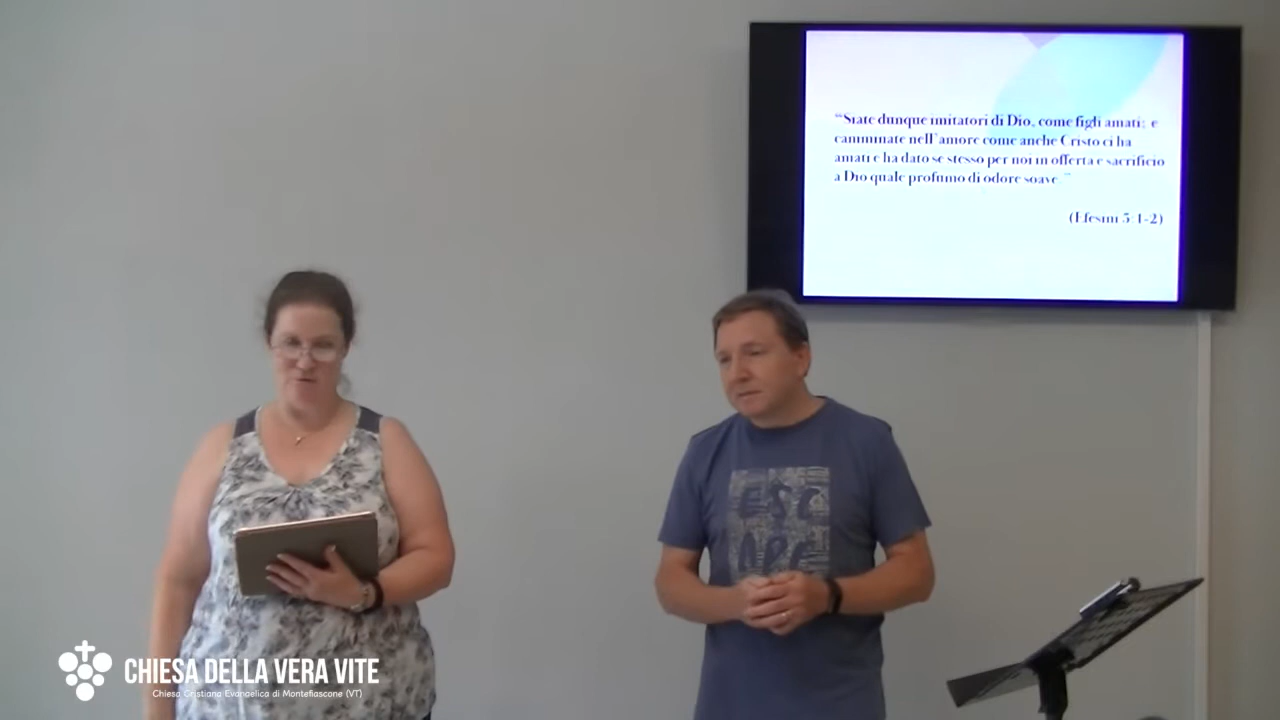 “Siate dunque imitatori di Dio, come figli amati; e
camminate nell’amore come anche Cristo ci ha
amati e ha dato se stesso per noi in offerta e sacrificio
a Dio quale profumo di odore soave.”
(Efesini 5:1-2)
ESC
APE
CHIESA DELLA VERA VITE
Chiesa Cristiana Evangelica di Montefiascone (VT)